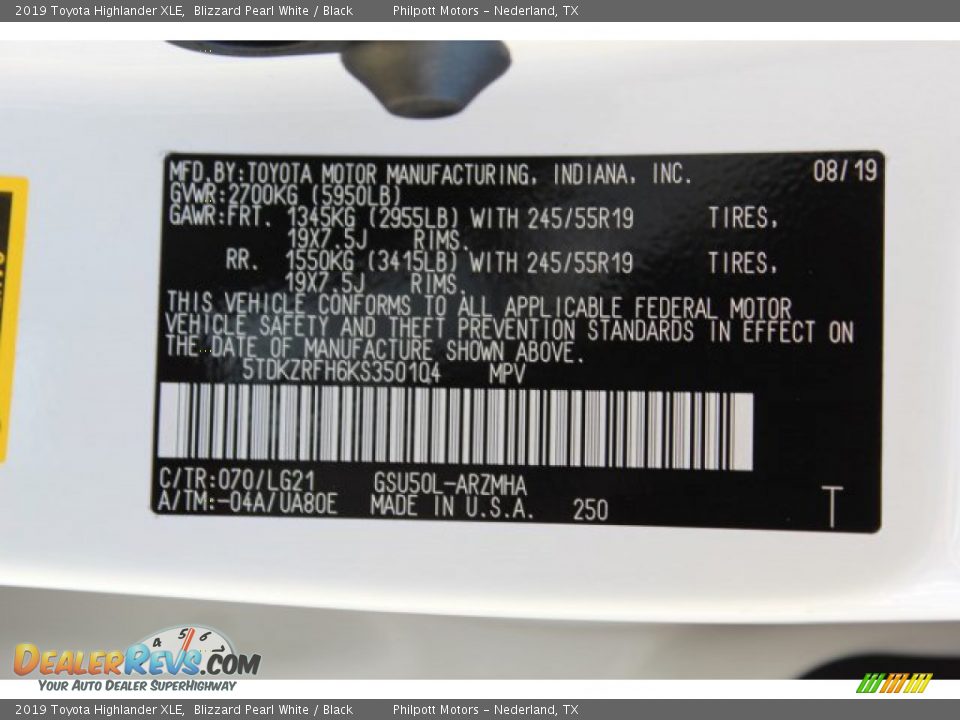 2019 Toyota Highlander XLE, Blizzard Pearl White / Black Philpott Motors – Nederland, TX
MFD.BY:TOYOTA MOTOR MANUFACTURING, INDIANA, INC. 08/19
GVWR:2700KG (5950LB)
GAWR:FRT. 1345KG (2955LB) WITH 245/55R19 TIRES,
19X7.5J RIMS.
RR. 1550KG (3415LB) WITH 245/55R19 TIRES,
19X7.5J RIMS.
THIS VEHICLE CONFORMS TO ALL APPLICABLE FEDERAL MOTOR
VEHICLE SAFETY AND THEFT PREVENTION STANDARDS IN EFFECT ON
THE DATE OF MANUFACTURE SHOWN ABOVE.
5TDKZRFH6KS350104 MPV
C/TR:070/LG21 GSU50L-ARZMHA
A/TM:-04A/UA80E MADE IN U.S.A. 250 T
4 5 6
DEALERREVS.COM
YOUR AUTO DEALER SUPERHIGHWAY
2019 Toyota Highlander XLE, Blizzard Pearl White / Black Philpott Motors – Nederland, TX